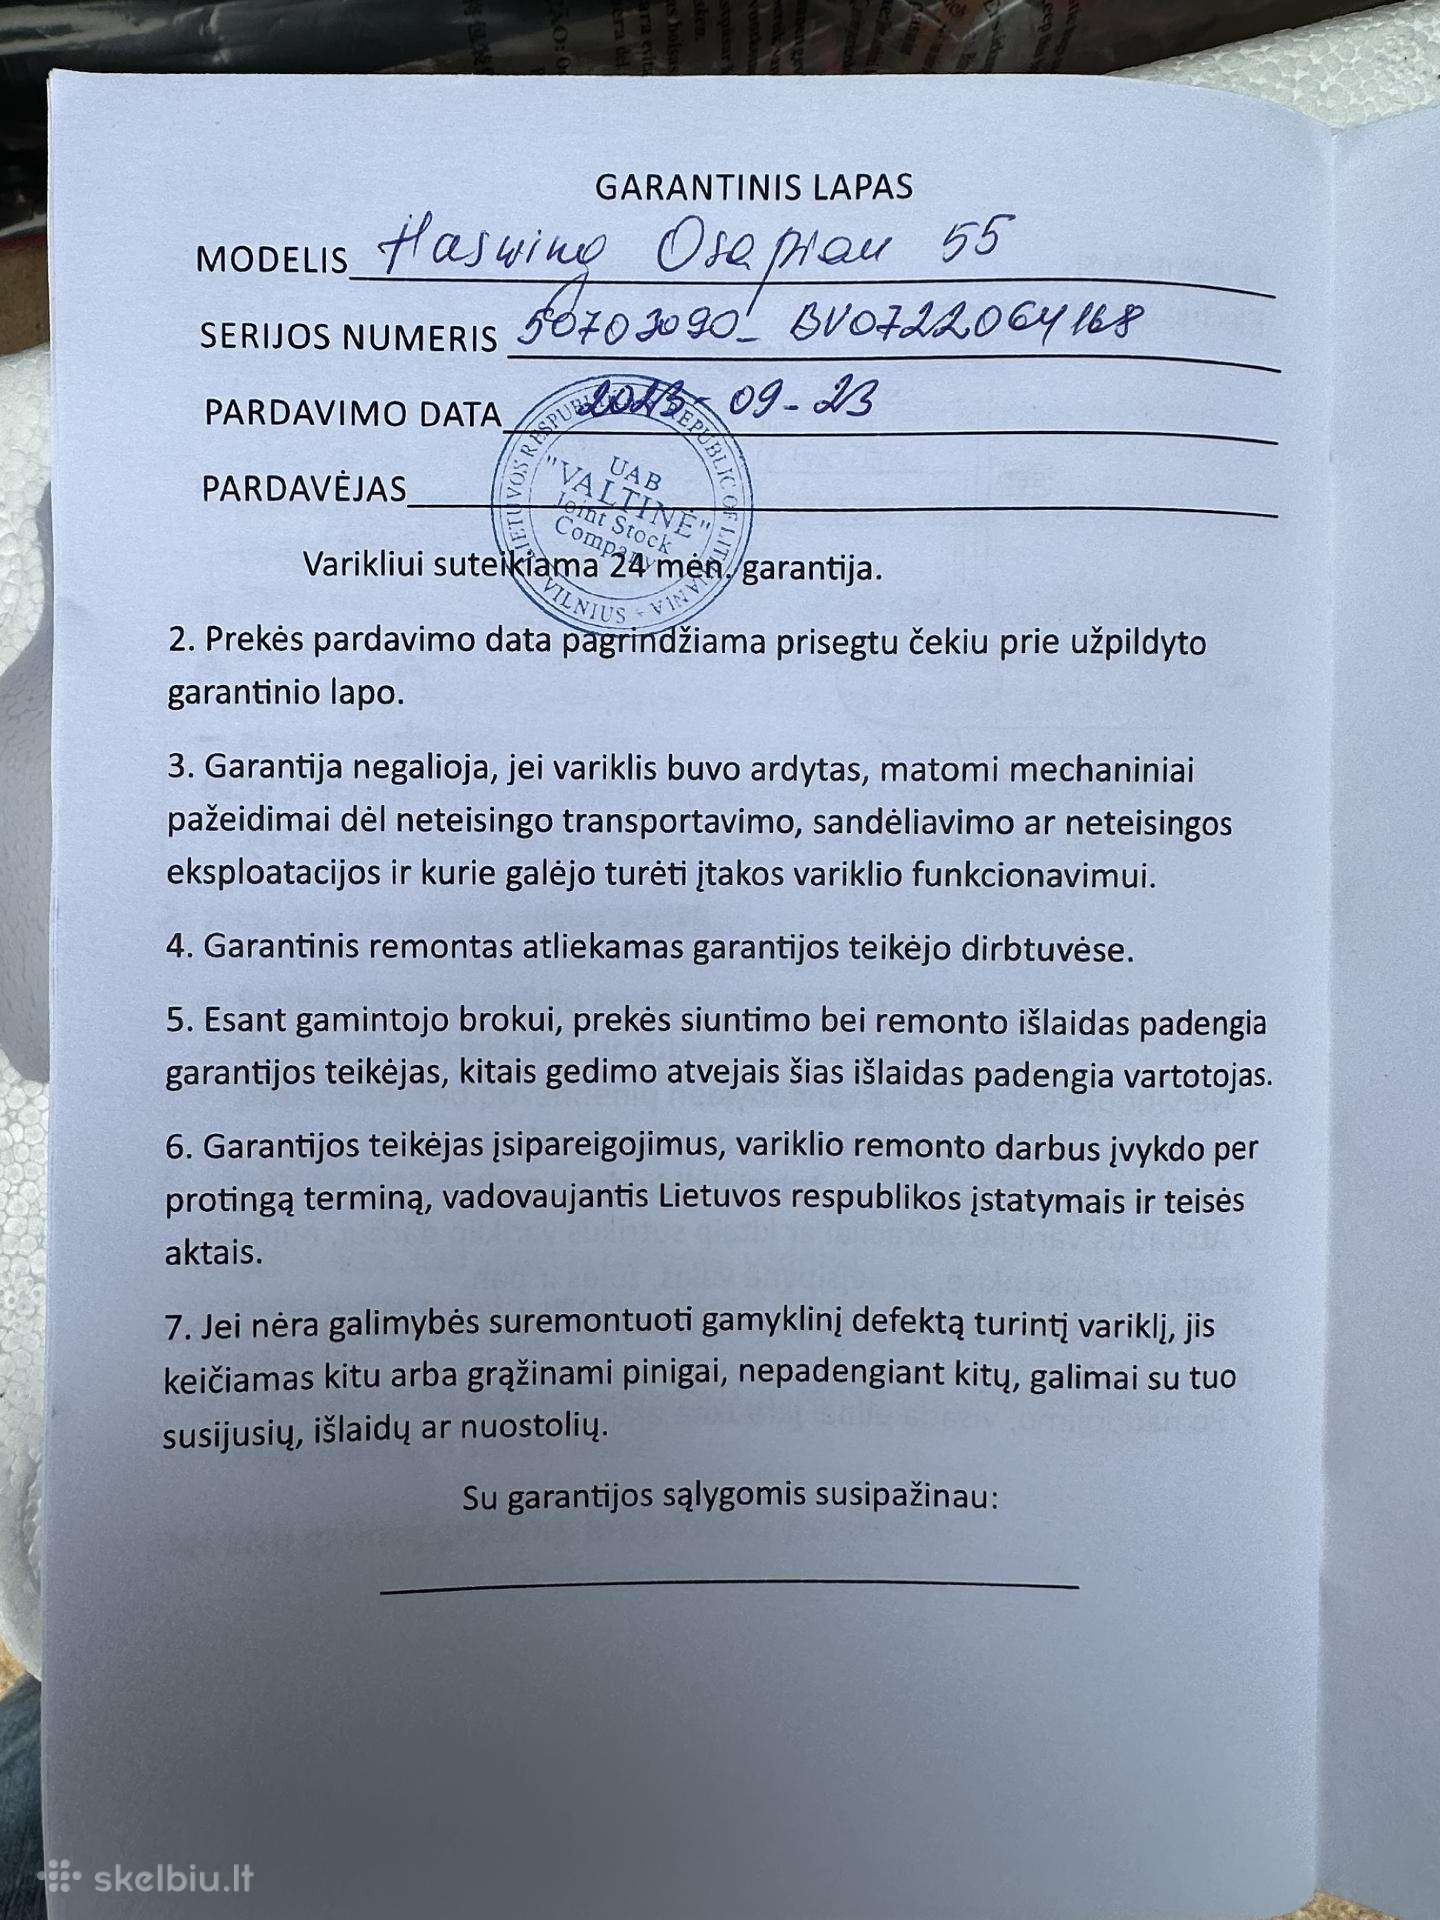 GARANTINIS LAPAS
MODELIS Haswing Osapian 55
SERIJOS NUMERIS 50703090- BV0722064168
PARDAVIMO DATA 2023-09-23
PARDAVĖJAS
LIETUVOS RESPUBLIKA REPUBLIC OF LITHUANIA
UAB
"VALTINĖ"
Joint Stock
Company
VILNIUS
Varikliui suteikiama 24 mėn. garantija.
2. Prekės pardavimo data pagrindžiama prisegtu čekiu prie užpildyto
garantinio lapo.
3. Garantija negalioja, jei variklis buvo ardytas, matomi mechaniniai
pažeidimai dėl neteisingo transportavimo, sandėliavimo ar neteisingos
eksploatacijos ir kurie galėjo turėti įtakos variklio funkcionavimui.
4. Garantinis remontas atliekamas garantijos teikėjo dirbtuvėse.
5. Esant gamintojo brokui, prekės siuntimo bei remonto išlaidas padengia
garantijos teikėjas, kitais gedimo atvejais šias išlaidas padengia vartotojas.
6. Garantijos teikėjas įsipareigojimus, variklio remonto darbus įvykdo per
protingą terminą, vadovaujantis Lietuvos respublikos įstatymais ir teisės
aktais.
7. Jei nėra galimybės suremontuoti gamyklinį defektą turintį variklį, jis
keičiamas kitu arba grąžinami pinigai, nepadengiant kitų, galimai su tuo
susijusių, išlaidų ar nuostolių.
Su garantijos sąlygomis susipažinau:
skelbiu.lt